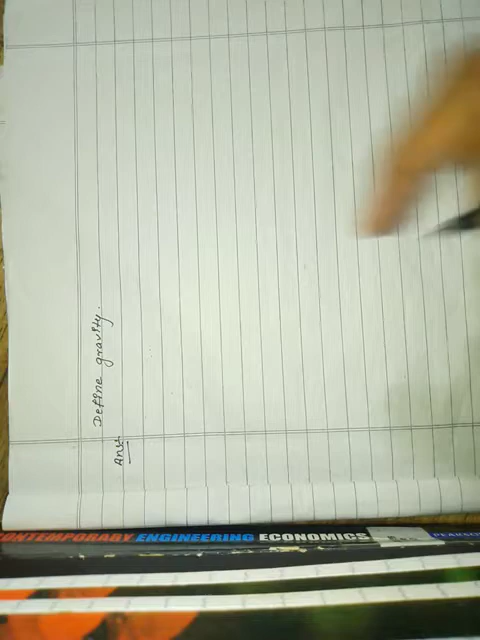 Define gravity.
Ans
CONTEMPORARY ENGINEERING ECONOMICS
PEARSON